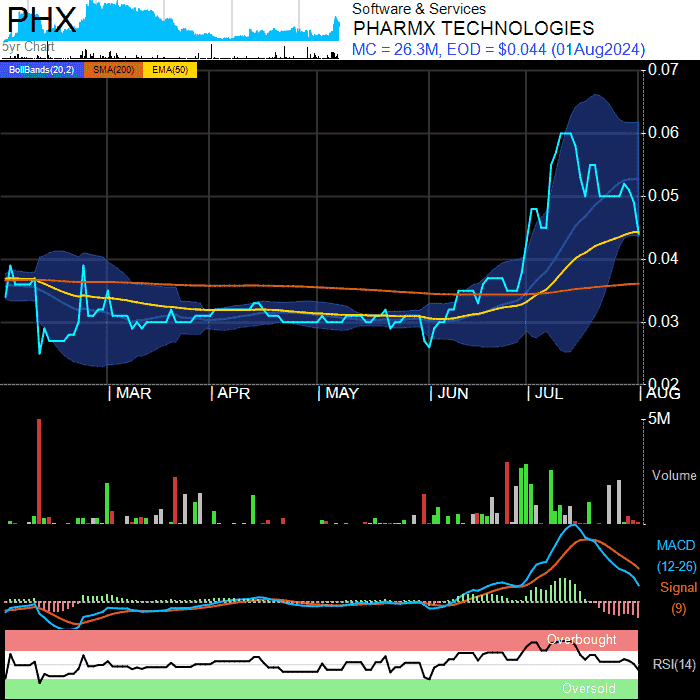 PHX
5yr Chart
Software & Services
PHARMX TECHNOLOGIES
MC = 26.3M, EOD = $0.044 (01Aug2024)
BollBands(20,2) SMA(200) EMA(50)
0.07
0.06
0.05
0.04
0.03
0.02
MAR APR MAY JUN JUL AUG
5M
Volume
MACD
(12-26)
Signal
(9)
Overbought
RSI(14)
Oversold